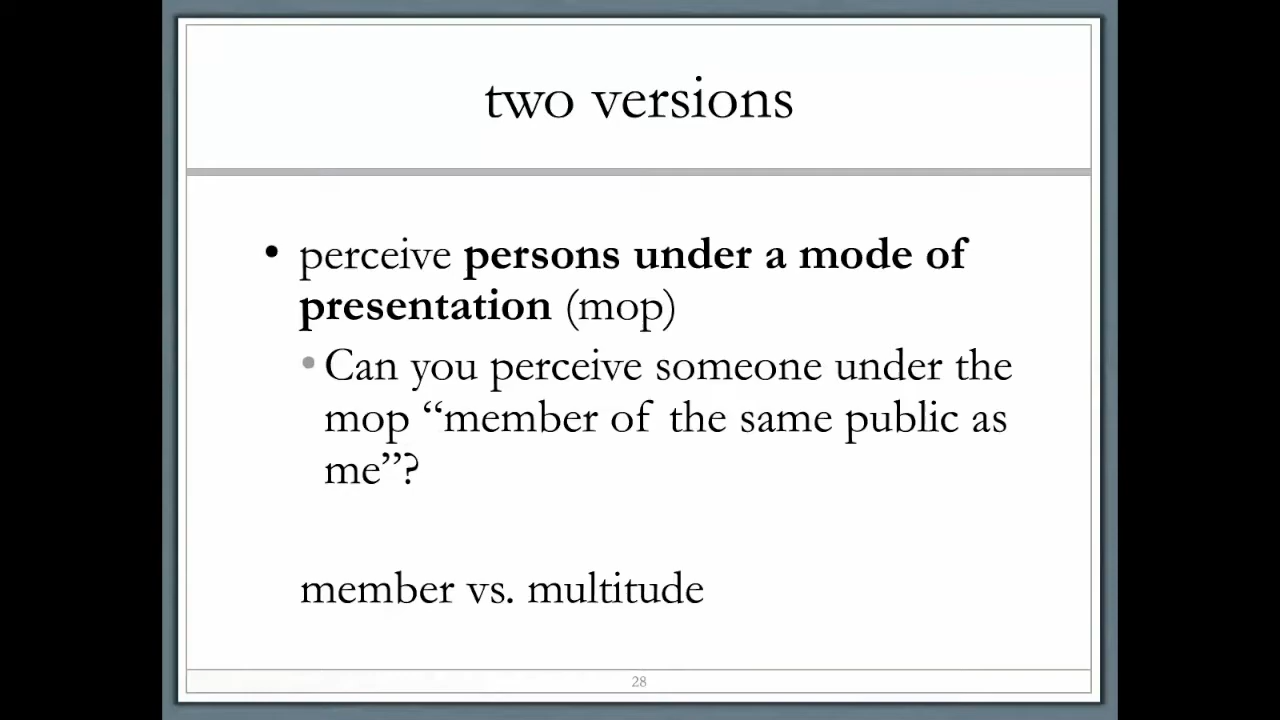 two versions
• perceive persons under a mode of
presentation (mop)
• Can you perceive someone under the
mop “member of the same public as
me”?
member vs. multitude
28